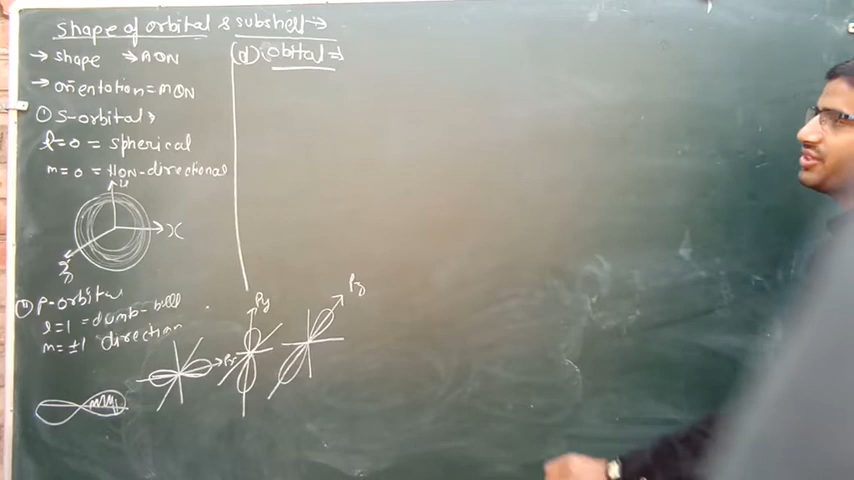 shape of orbital & subshell ⇒
→ shape → AQN
→ orientation = MQN
① S-orbital →
l=0 = spherical
m=0 = Non-directional
y
x
z
② P-orbital
l=1 = dumb-bell
m=±1 direction
Px
Py
Pz
(d) orbital ⇒